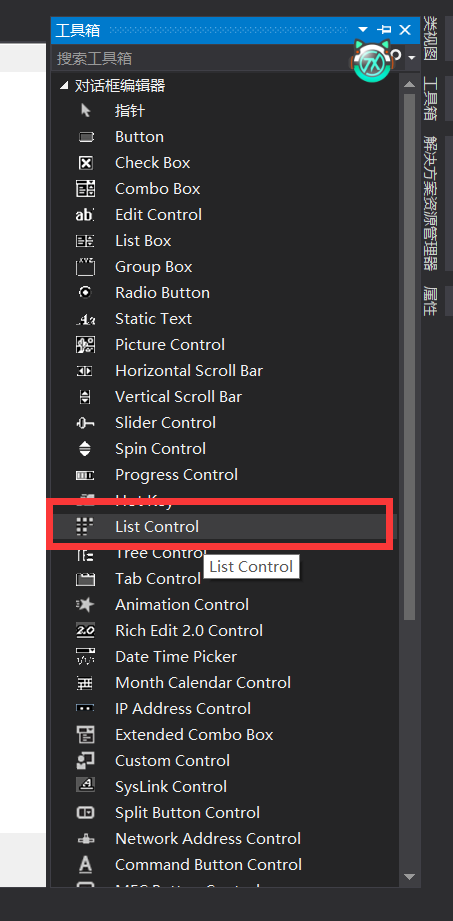 工具箱
搜索工具箱
对话框编辑器
指针
Button
Check Box
Combo Box
Edit Control
List Box
Group Box
Radio Button
Static Text
Picture Control
Horizontal Scroll Bar
Vertical Scroll Bar
Slider Control
Spin Control
Progress Control
Hot Key
List Control
Tree Control
List Control
Tab Control
Animation Control
Rich Edit 2.0 Control
Date Time Picker
Month Calendar Control
IP Address Control
Extended Combo Box
Custom Control
SysLink Control
Split Button Control
Network Address Control
Command Button Control
类视图
工具箱
解决方案资源管理器
属性